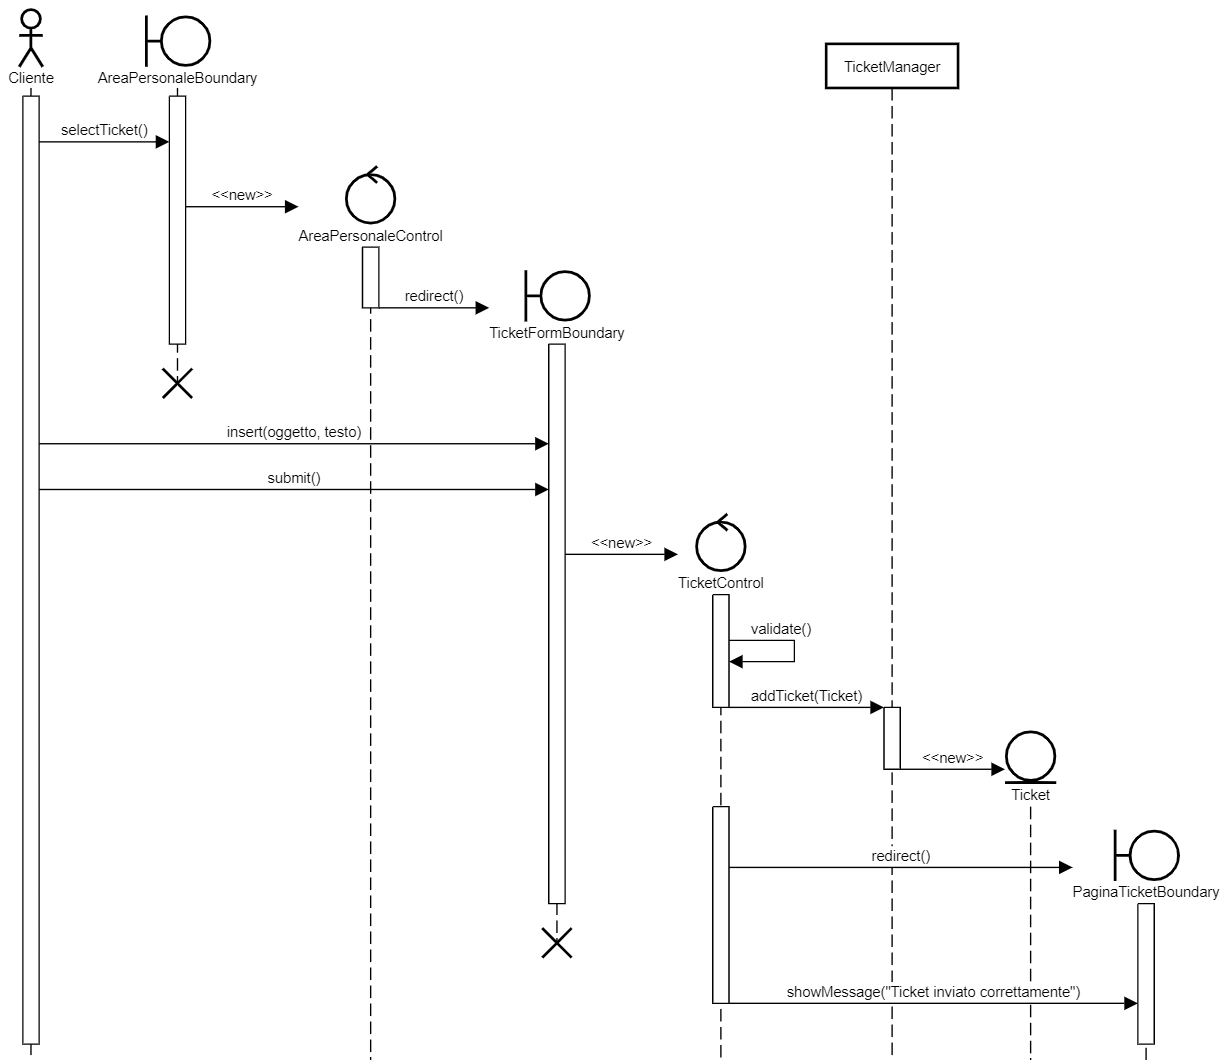 Cliente
AreaPersonaleBoundary
TicketManager
selectTicket()
<<new>>
AreaPersonaleControl
redirect()
TicketFormBoundary
insert(oggetto, testo)
submit()
<<new>>
TicketControl
validate()
addTicket(Ticket)
<<new>>
Ticket
redirect()
PaginaTicketBoundary
showMessage("Ticket inviato correttamente")